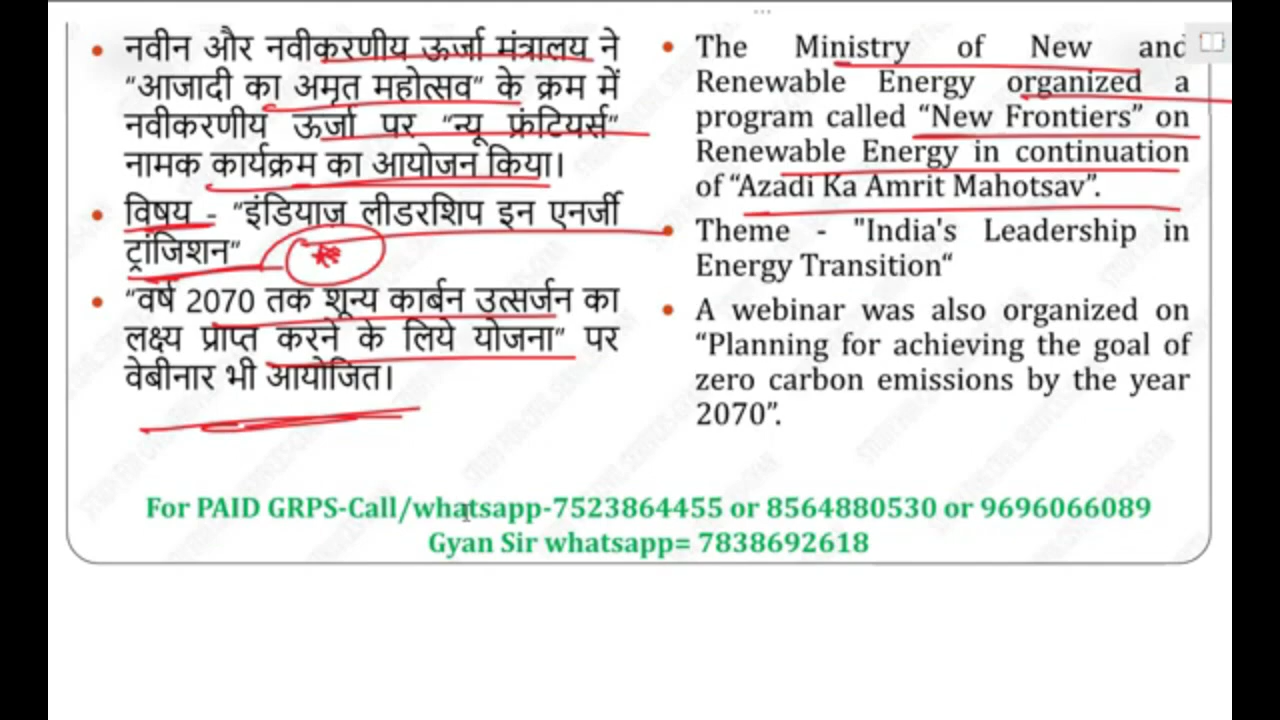 • नवीन और नवीकरणीय ऊर्जा मंत्रालय ने
“आजादी का अमृत महोत्सव” के क्रम में
नवीकरणीय ऊर्जा पर “न्यू फ्रंटियर्स”
नामक कार्यक्रम का आयोजन किया।
• विषय - “इंडियाज लीडरशिप इन एनर्जी
ट्रांजिशन”
• “वर्ष 2070 तक शून्य कार्बन उत्सर्जन का
लक्ष्य प्राप्त करने के लिये योजना” पर
वेबीनार भी आयोजित।
• The Ministry of New and
Renewable Energy organized a
program called “New Frontiers” on
Renewable Energy in continuation
of “Azadi Ka Amrit Mahotsav”.
• Theme - "India's Leadership in
Energy Transition“
• A webinar was also organized on
“Planning for achieving the goal of
zero carbon emissions by the year
2070”.
For PAID GRPS-Call/whatsapp-7523864455 or 8564880530 or 9696066089
Gyan Sir whatsapp= 7838692618